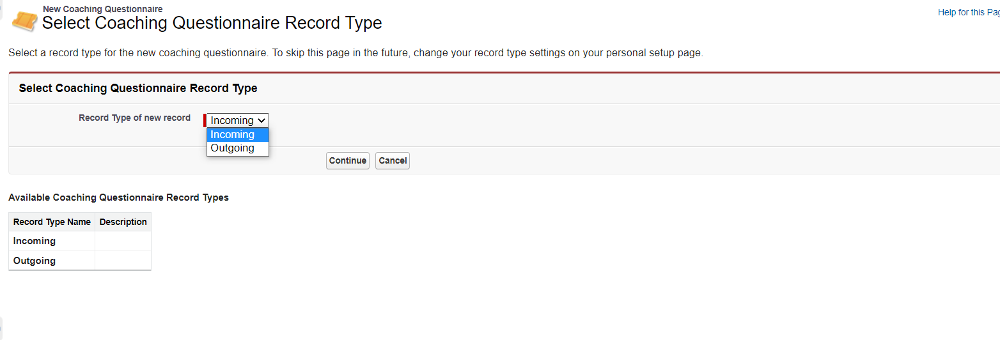 New Coaching Questionnaire
Select Coaching Questionnaire Record Type
Help for this
Select a record type for the new coaching questionnaire. To skip this page in the future, change your record type settings on your personal setup page.
Select Coaching Questionnaire Record Type
Record Type of new record
Incoming
Incoming
Outgoing
Continue Cancel
Available Coaching Questionnaire Record Types
Record Type Name Description
Incoming
Outgoing